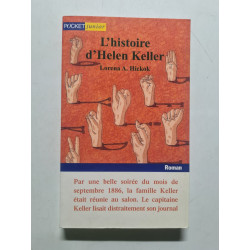 POCKET junior
L'histoire
d'Helen Keller
Lorena A. Hickok
Roman
Par une belle soirée du mois de
septembre 1886, la famille Keller
était réunie au salon. Le capitaine
Keller lisait distraitement son journal